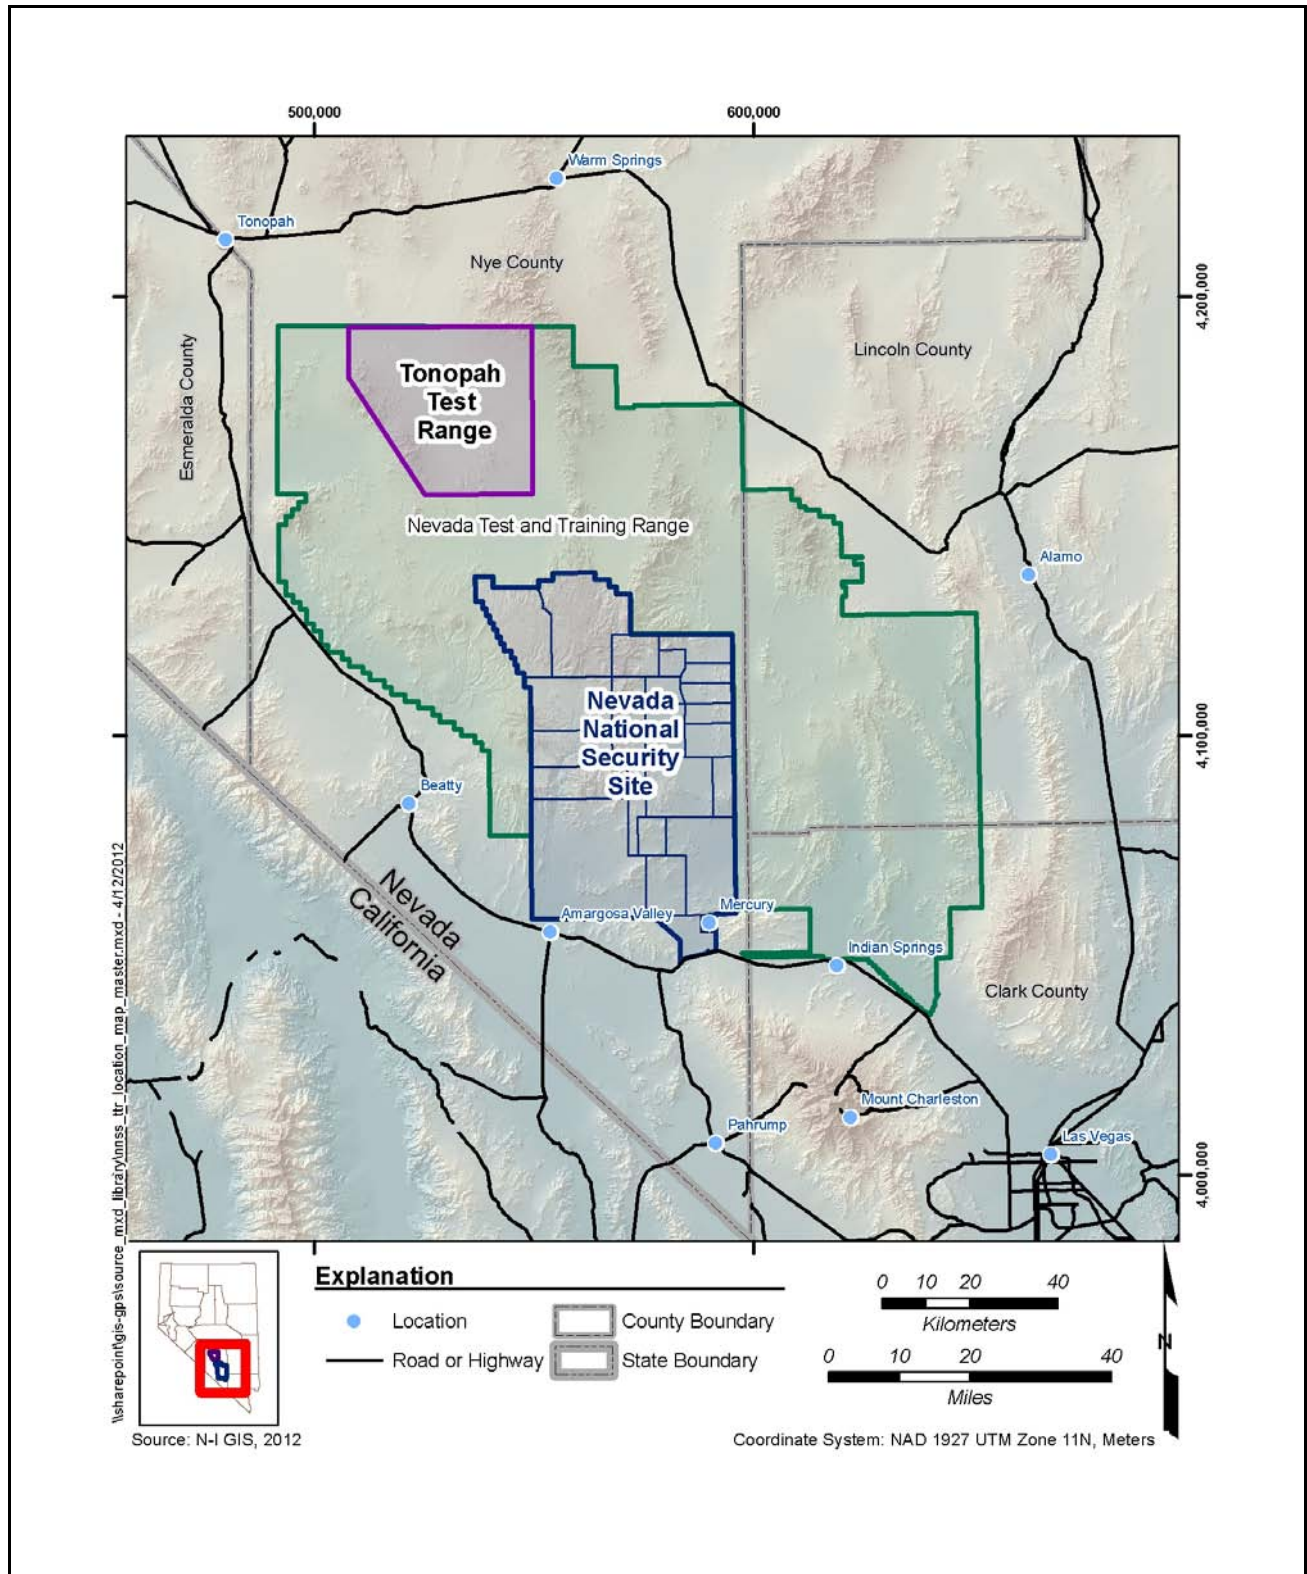 500,000
600,000
Warm Springs
Tonopah
Nye County
4,200,000
Lincoln County
Esmeralda County
Tonopah
Test
Range
Nevada Test and Training Range
Alamo
Nevada
National
Security
Site
4,100,000
Beatty
Nevada
California
Amargosa Valley
Mercury
Indian Springs
Clark County
Mount Charleston
Pahrump
Las Vegas
4,000,000
\\sharepoint\gis-gps\source_mxd_library\nnss_ttr_location_map_master.mxd - 4/12/2012
Explanation
Location
County Boundary
Road or Highway
State Boundary
0 10 20 40
Kilometers
0 10 20 40
Miles
N
Source: N-I GIS, 2012
Coordinate System: NAD 1927 UTM Zone 11N, Meters